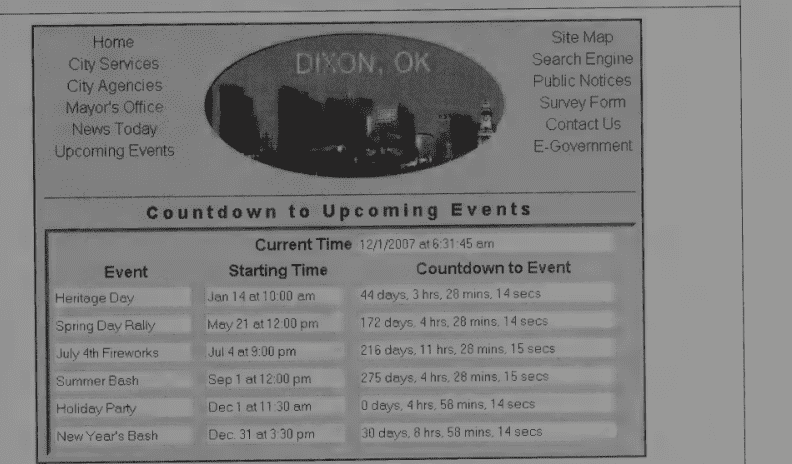 Home
City Services
City Agencies
Mayor's Office
News Today
Upcoming Events
DIXON, OK
Site Map
Search Engine
Public Notices
Survey Form
Contact Us
E-Government
Countdown to Upcoming Events
Current Time 12/1/2007 at 6:31:45 am
Event Starting Time Countdown to Event
Heritage Day Jan 14 at 10:00 am 44 days, 3 hrs, 28 mins, 14 secs
Spring Day Rally May 21 at 12:00 pm 172 days, 4 hrs, 28 mins, 14 secs
July 4th Fireworks Jul 4 at 9:00 pm 216 days, 11 hrs, 28 mins, 15 secs
Summer Bash Sep 1 at 12:00 pm 275 days, 4 hrs, 28 mins, 15 secs
Holiday Party Dec 1 at 11:30 am 0 days, 4 hrs, 58 mins, 14 secs
New Year's Bash Dec. 31 at 3:30 pm 30 days, 8 hrs, 58 mins, 14 secs